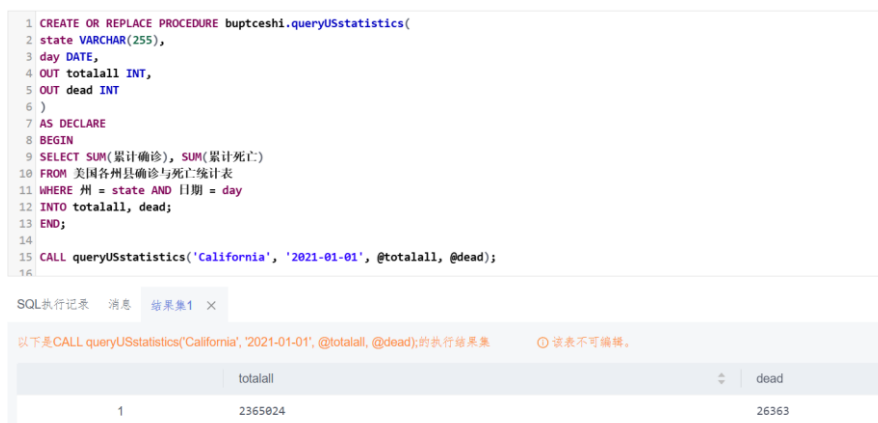 1 CREATE OR REPLACE PROCEDURE buptceshi.queryUSstatistics(
2 state VARCHAR(255),
3 day DATE,
4 OUT totalall INT,
5 OUT dead INT
6 )
7 AS DECLARE
8 BEGIN
9 SELECT SUM(累计确诊), SUM(累计死亡)
10 FROM 美国各州县确诊与死亡统计表
11 WHERE 州 = state AND 日期 = day
12 INTO totalall, dead;
13 END;
14
15 CALL queryUSstatistics('California', '2021-01-01', @totalall, @dead);
16
SQL执行记录 消息 结果集1 ×
以下是CALL queryUSstatistics('California', '2021-01-01', @totalall, @dead);的执行结果集 该表不可编辑。
totalall dead
1 2365024 26363